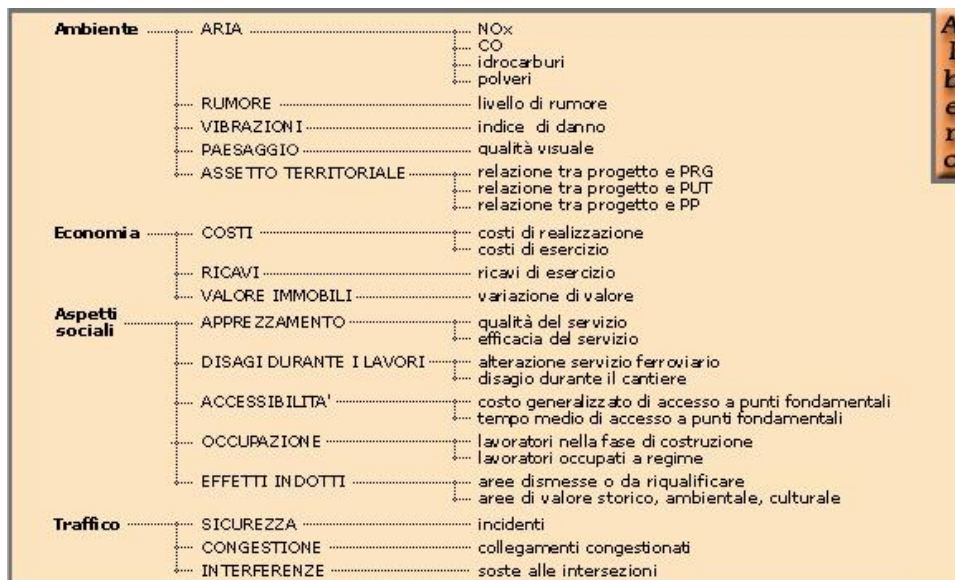 Ambiente ARIA NOx
CO
idrocarburi
polveri
RUMORE livello di rumore
VIBRAZIONI indice di danno
PAESAGGIO qualità visuale
ASSETTO TERRITORIALE relazione tra progetto e PRG
relazione tra progetto e PUT
relazione tra progetto e PP
Economia COSTI costi di realizzazione
costi di esercizio
RICAVI ricavi di esercizio
VALORE IMMOBILI variazione di valore
Aspetti
sociali APPREZZAMENTO qualità del servizio
efficacia del servizio
DISAGI DURANTE I LAVORI alterazione servizio ferroviario
disagio durante il cantiere
ACCESSIBILITA' costo generalizzato di accesso a punti fondamentali
tempo medio di accesso a punti fondamentali
OCCUPAZIONE lavoratori nella fase di costruzione
lavoratori occupati a regime
EFFETTI INDOTTI aree dismesse o da riqualificare
aree di valore storico, ambientale, culturale
Traffico SICUREZZA incidenti
CONGESTIONE collegamenti congestionati
INTERFERENZE soste alle intersezioni